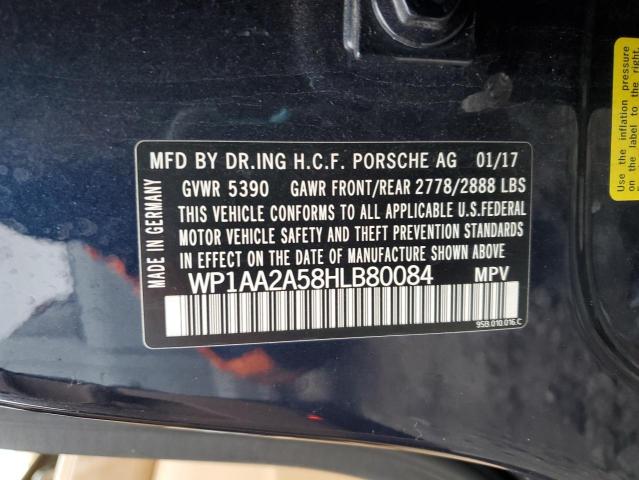 MFD BY DR.ING H.C.F. PORSCHE AG 01/17
GVWR 5390 GAWR FRONT/REAR 2778/2888 LBS
THIS VEHICLE CONFORMS TO ALL APPLICABLE U.S.FEDERAL
MOTOR VEHICLE SAFETY AND THEFT PREVENTION STANDARDS
IN EFFECT ON THE DATE OF MANUFACTURE SHOWN ABOVE.
WP1AA2A58HLB80084 MPV
95B.010.016.C
MADE IN GERMANY
Use the inflation pressure
on the label to the right.